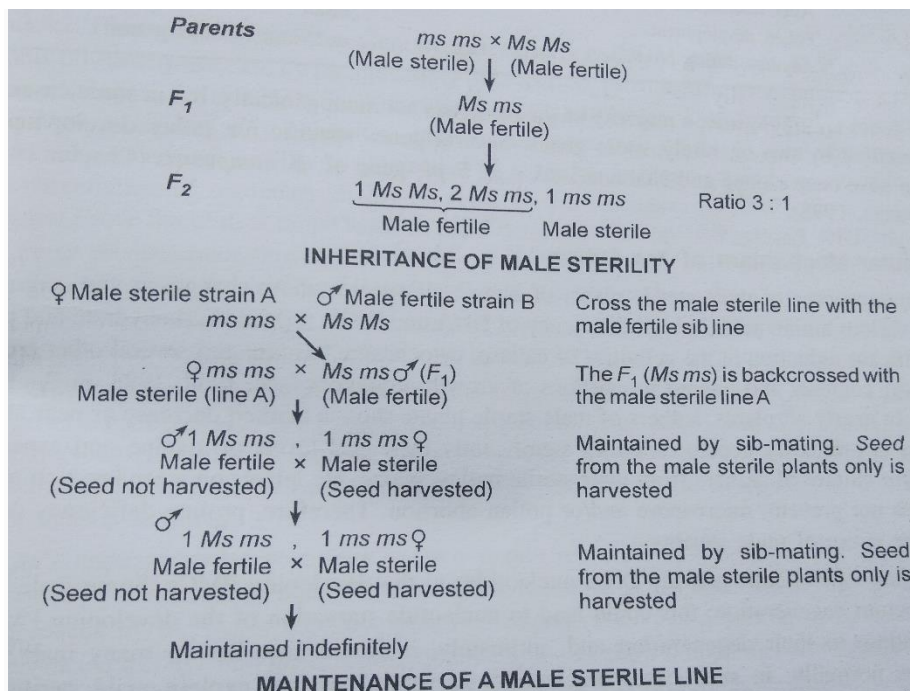 Parents
ms ms × Ms Ms
(Male sterile) (Male fertile)
F1 Ms ms
(Male fertile)
F2
1 Ms Ms, 2 Ms ms, 1 ms ms Ratio 3 : 1
Male fertile Male sterile
INHERITANCE OF MALE STERILITY
♀ Male sterile strain A ♂ Male fertile strain B Cross the male sterile line with the
ms ms × Ms Ms male fertile sib line
♀ ms ms × Ms ms ♂ (F1) The F1 (Ms ms) is backcrossed with
Male sterile (line A) (Male fertile) the male sterile line A
♂ 1 Ms ms , 1 ms ms ♀ Maintained by sib-mating. Seed
Male fertile × Male sterile from the male sterile plants only is
(Seed not harvested) (Seed harvested) harvested
♂
1 Ms ms , 1 ms ms ♀ Maintained by sib-mating. Seed
Male fertile × Male sterile from the male sterile plants only is
(Seed not harvested) (Seed harvested) harvested
Maintained indefinitely
MAINTENANCE OF A MALE STERILE LINE